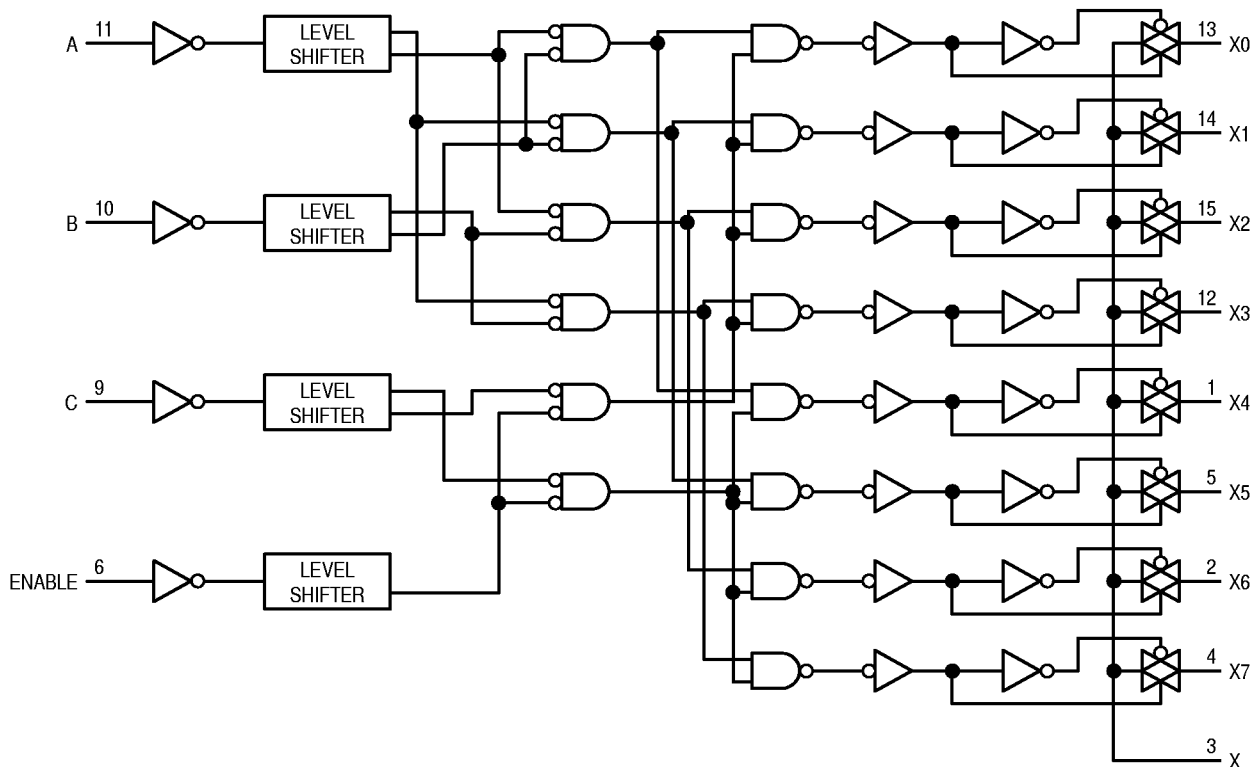 A 11 LEVEL SHIFTER 13 X0
14 X1
B 10 LEVEL SHIFTER 15 X2
12 X3
C 9 LEVEL SHIFTER 1 X4
5 X5
ENABLE 6 LEVEL SHIFTER 2 X6
4 X7
3 X